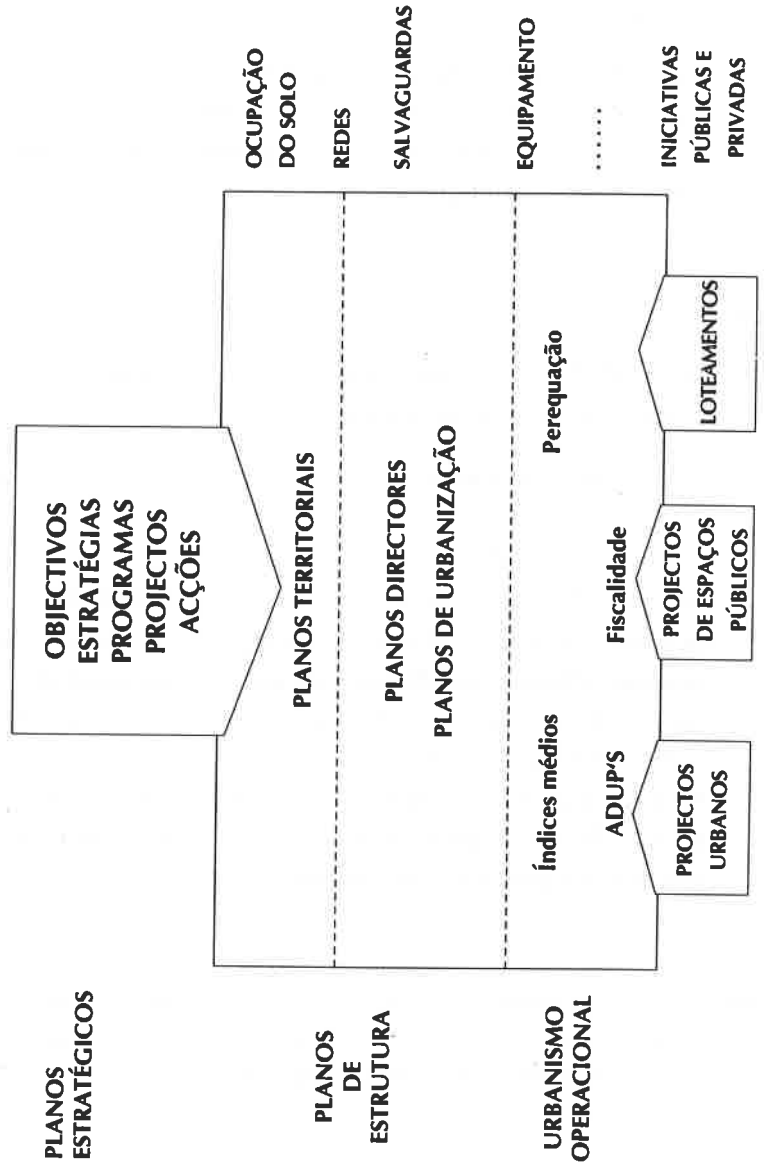 PLANOS
ESTRATÉGICOS
OBJECTIVOS
ESTRATÉGIAS
PROGRAMAS
PROJECTOS
ACÇÕES
OCUPAÇÃO
DO SOLO
REDES
SALVAGUARDAS
EQUIPAMENTO
......
INICIATIVAS
PÚBLICAS E
PRIVADAS
PLANOS
DE
ESTRUTURA
PLANOS TERRITORIAIS
PLANOS DIRECTORES
PLANOS DE URBANIZAÇÃO
URBANISMO
OPERACIONAL
Índices médios
Fiscalidade
Perequação
ADUP'S
PROJECTOS
URBANOS
PROJECTOS
DE ESPAÇOS
PÚBLICOS
LOTEAMENTOS